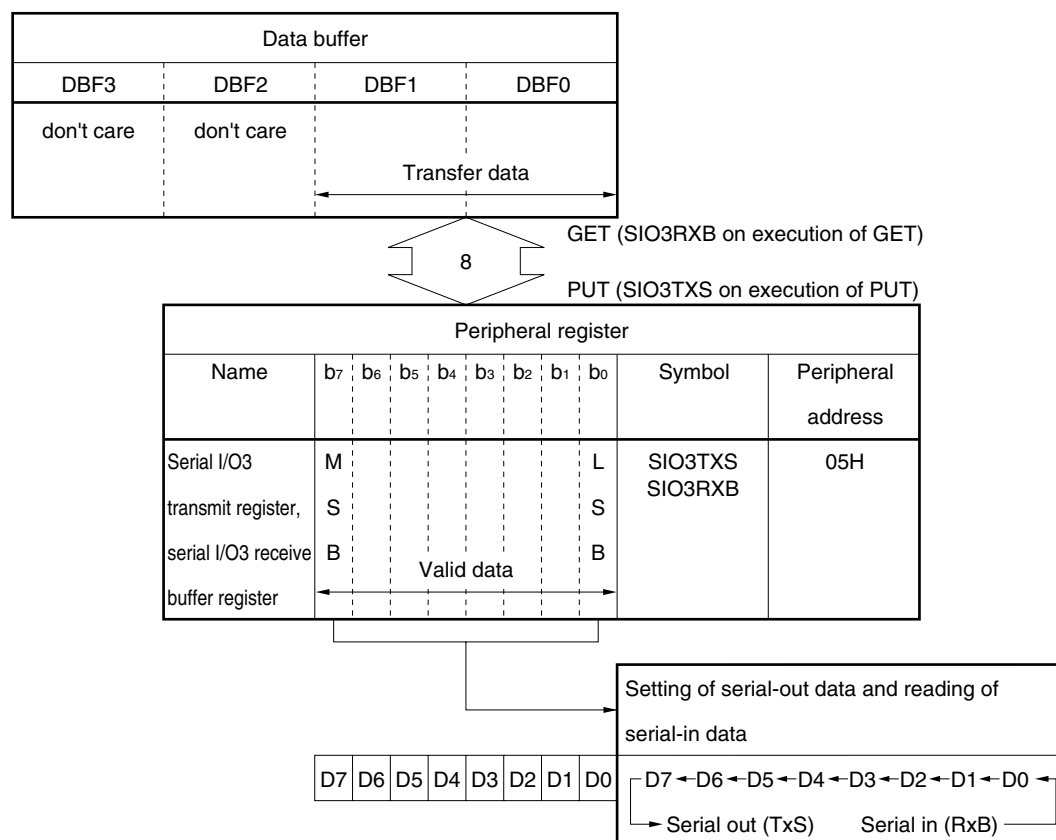 Data buffer
DBF3 DBF2 DBF1 DBF0
don't care don't care
Transfer data
GET (SIO3RXB on execution of GET)
8
PUT (SIO3TXS on execution of PUT)
Peripheral register
Name b7 b6 b5 b4 b3 b2 b1 b0 Symbol Peripheral
address
Serial I/O3 M L SIO3TXS 05H
SIO3RXB
transmit register, S S
serial I/O3 receive B B
Valid data
buffer register
Setting of serial-out data and reading of
serial-in data
D7 D6 D5 D4 D3 D2 D1 D0 D7 D6 D5 D4 D3 D2 D1 D0
Serial out (TxS) Serial in (RxB)